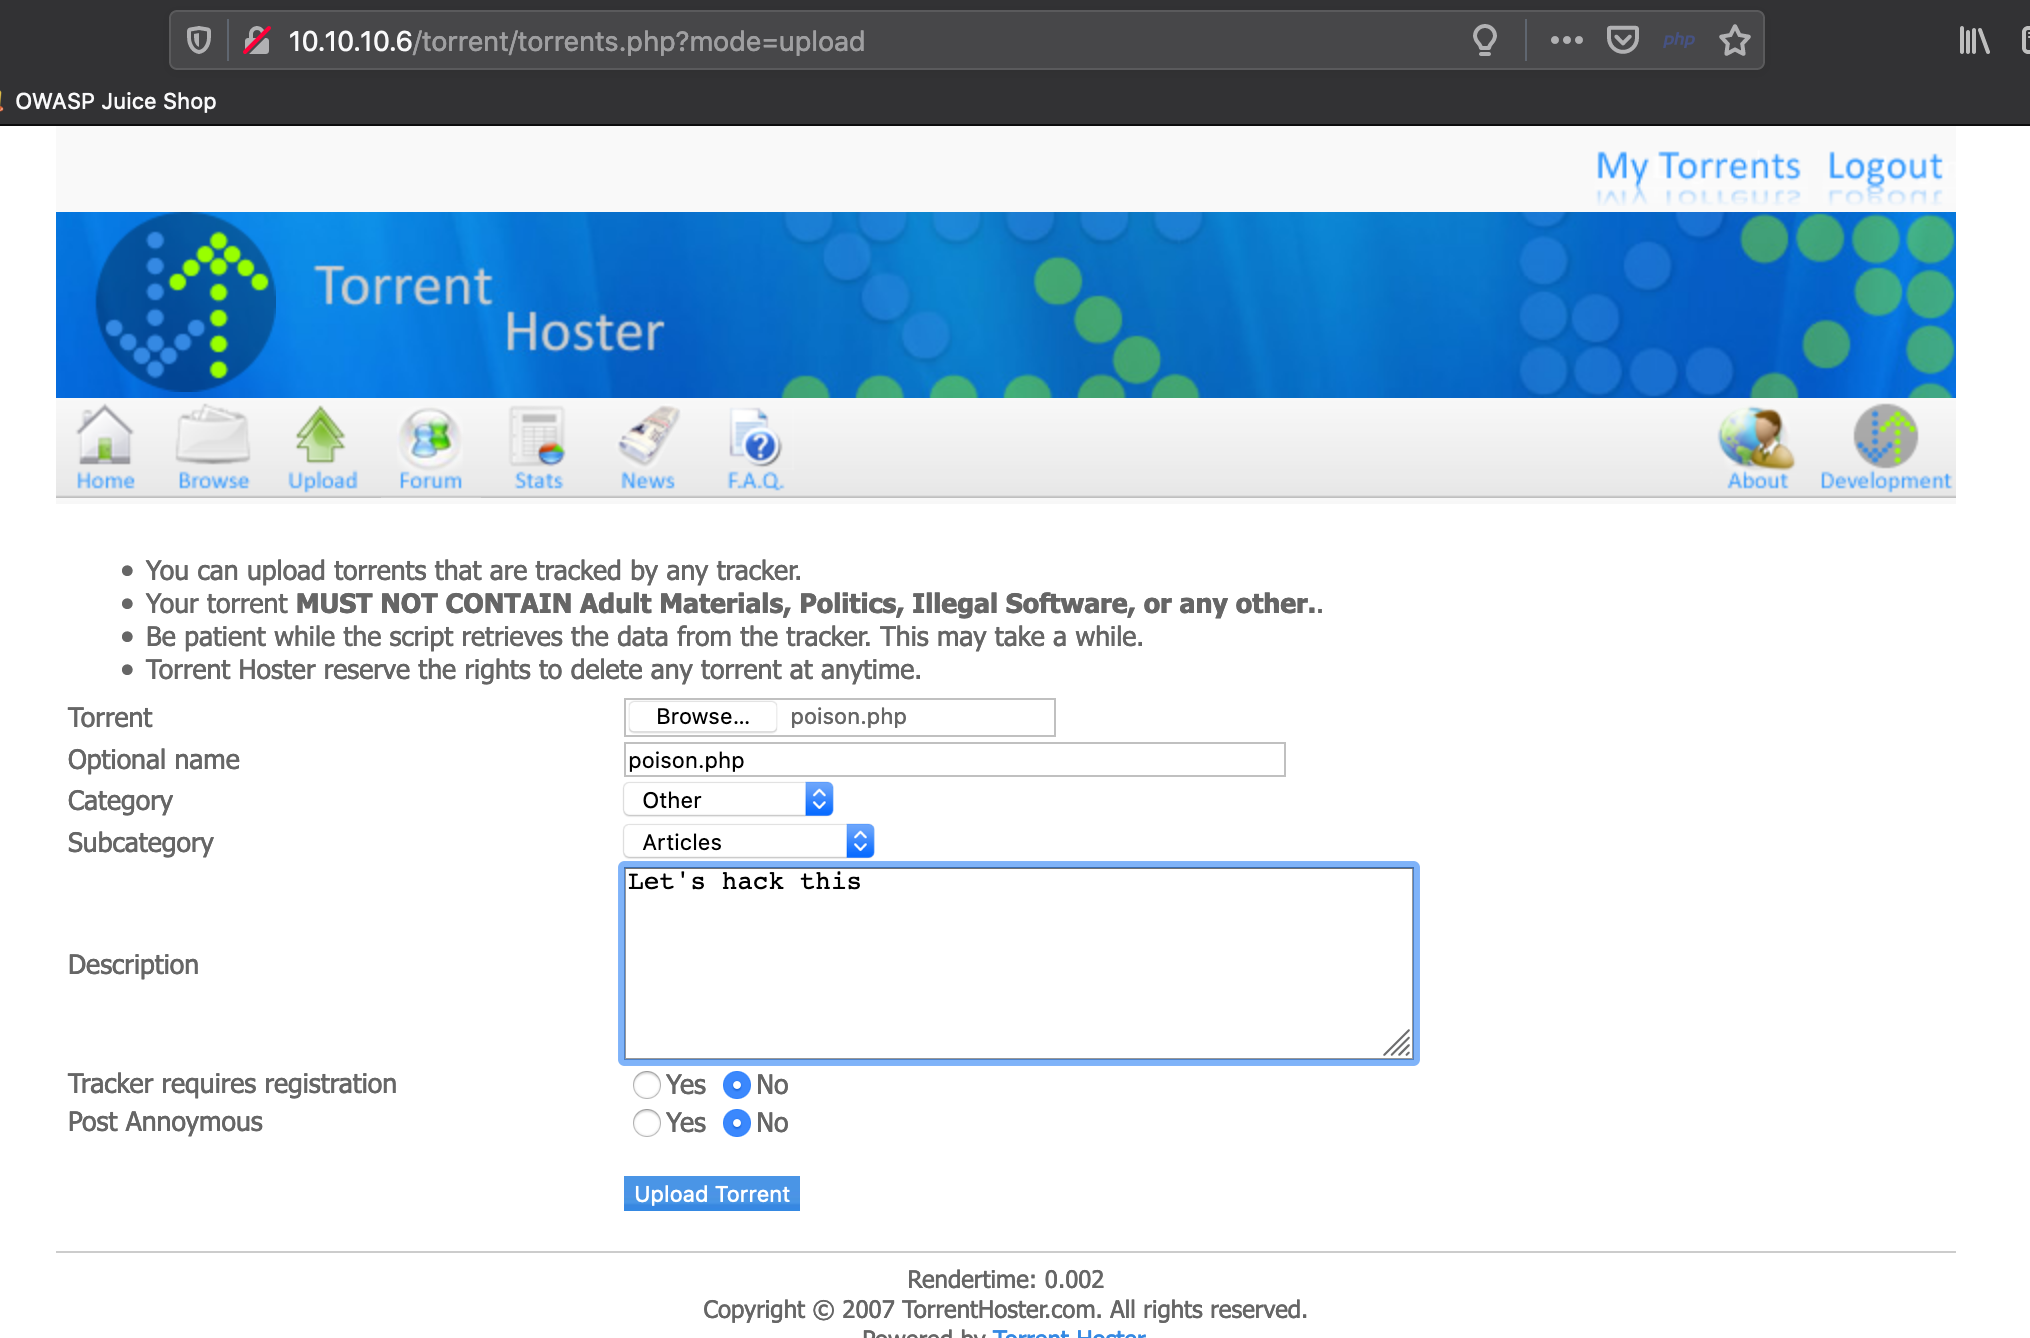 10.10.10.6/torrent/torrents.php?mode=upload
php
OWASP Juice Shop
My Torrents Logout
Torrent
Hoster
Home Browse Upload Forum Stats News F.A.Q. About Development
You can upload torrents that are tracked by any tracker.
Your torrent MUST NOT CONTAIN Adult Materials, Politics, Illegal Software, or any other..
Be patient while the script retrieves the data from the tracker. This may take a while.
Torrent Hoster reserve the rights to delete any torrent at anytime.
Torrent Browse... poison.php
Optional name poison.php
Category Other
Subcategory Articles
Let's hack this
Description
Tracker requires registration Yes No
Post Annoymous Yes No
Upload Torrent
Rendertime: 0.002
Copyright © 2007 TorrentHoster.com. All rights reserved.
Powered by Torrent Hoster